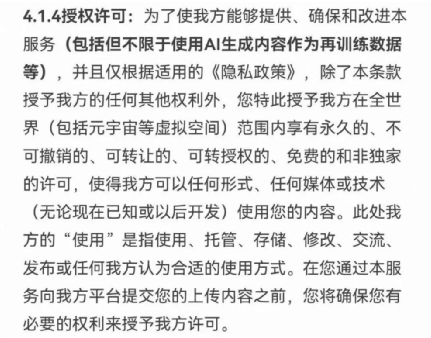 4.1.4授权许可：为了使我方能够提供、确保和改进本
服务（包括但不限于使用AI生成内容作为再训练数据
等），并且仅根据适用的《隐私政策》，除了本条款
授予我方的任何其他权利外，您特此授予我方在全世
界（包括元宇宙等虚拟空间）范围内享有永久的、不
可撤销的、可转让的、可转授权的、免费的和非独家
的许可，使得我方可以任何形式、任何媒体或技术
（无论现在已知或以后开发）使用您的内容。此处我
方的“使用”是指使用、托管、存储、修改、交流、
发布或任何我方认为合适的使用方式。在您通过本服
务向我方平台提交您的上传内容之前，您将确保您有
必要的权利来授予我方许可。